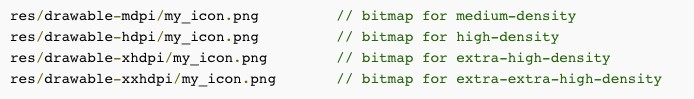 res/drawable-mdpi/my_icon.png // bitmap for medium-density
res/drawable-hdpi/my_icon.png // bitmap for high-density
res/drawable-xhdpi/my_icon.png // bitmap for extra-high-density
res/drawable-xxhdpi/my_icon.png // bitmap for extra-extra-high-density